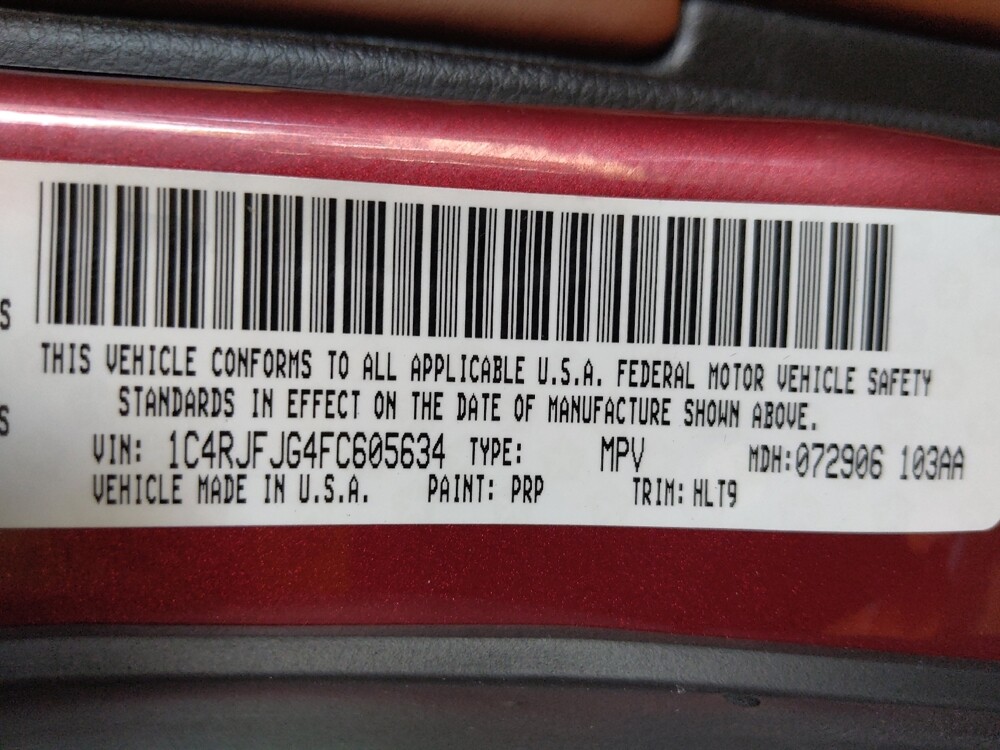 S
THIS VEHICLE CONFORMS TO ALL APPLICABLE U.S.A. FEDERAL MOTOR VEHICLE SAFETY
S
STANDARDS IN EFFECT ON THE DATE OF MANUFACTURE SHOWN ABOVE.
VIN: 1C4RJFJG4FC605634 TYPE: MPV MDH:072906 103AA
VEHICLE MADE IN U.S.A. PAINT: PRP TRIM: HLT9